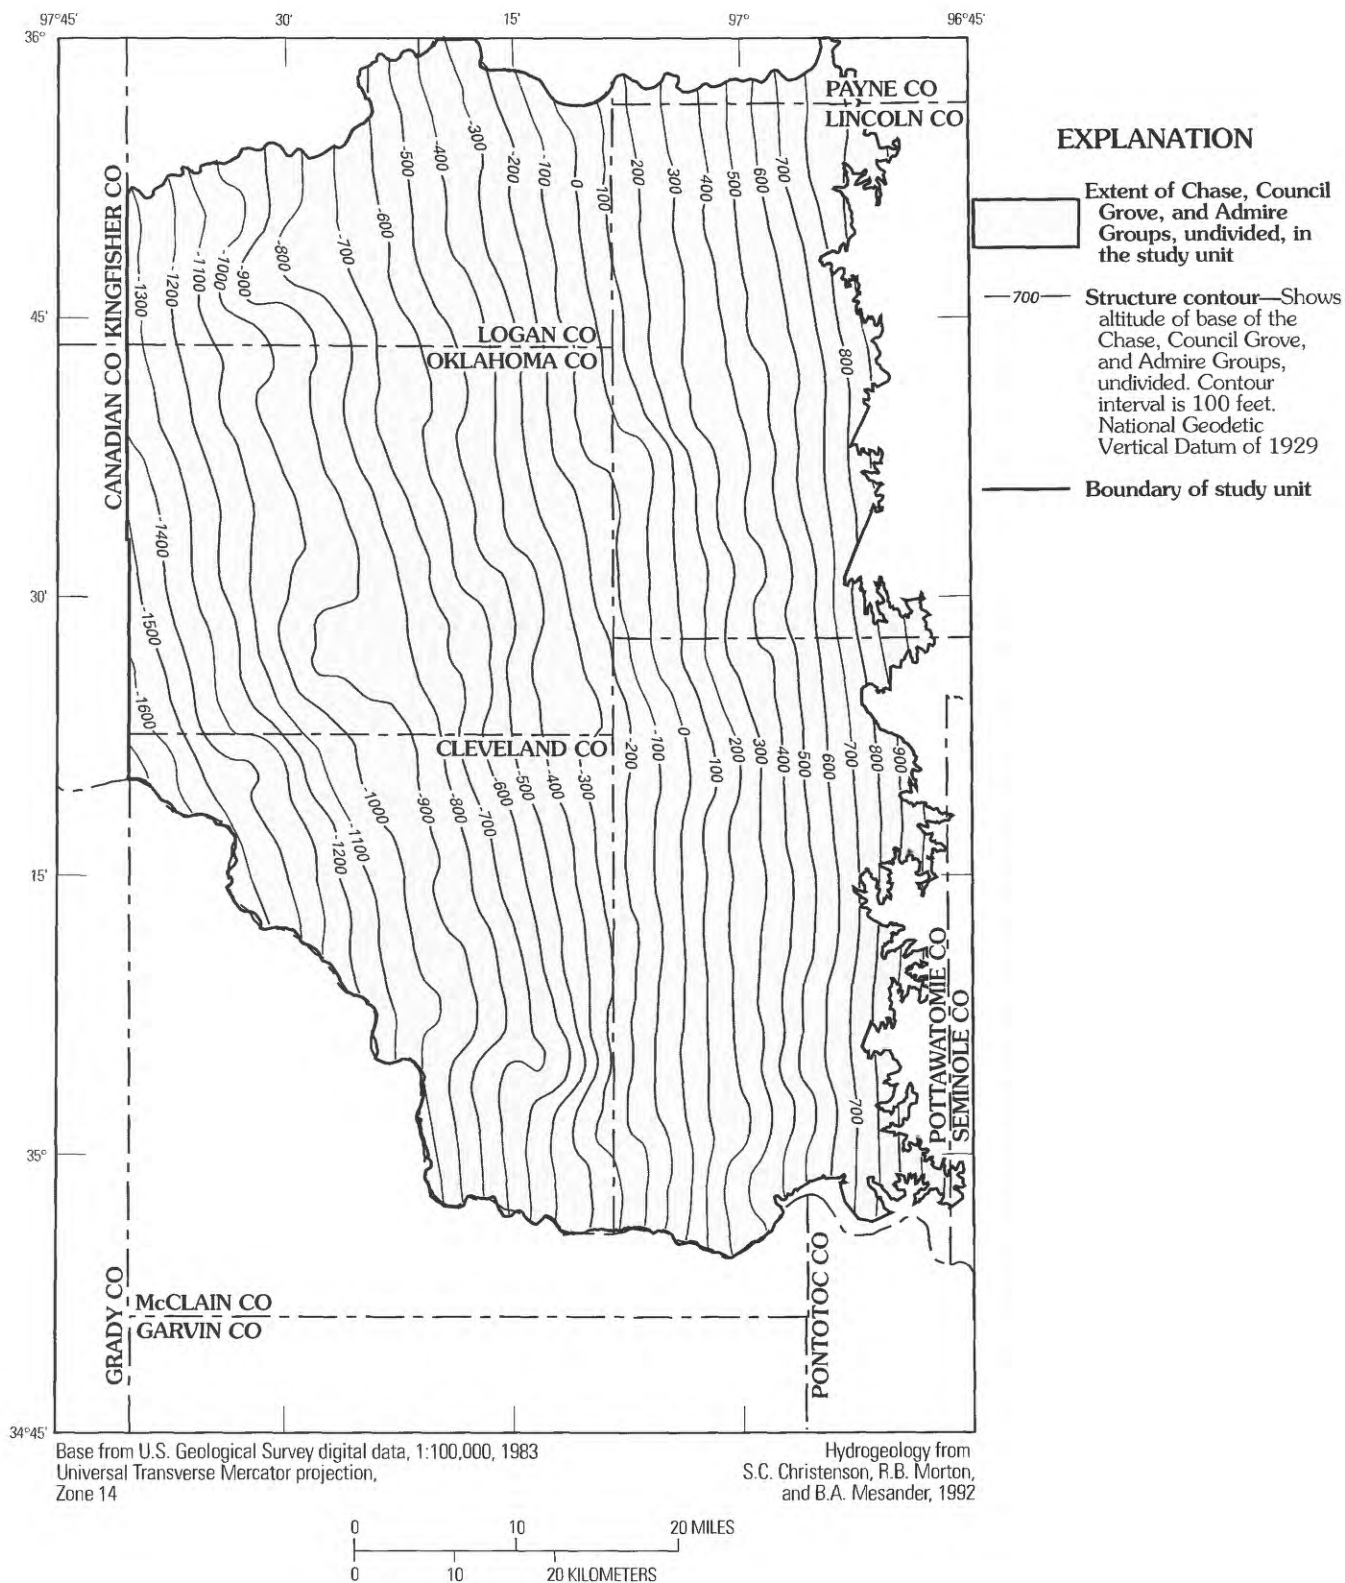 97°45' 30' 15' 97° 96°45'
36°
PAYNE CO
LINCOLN CO
EXPLANATION
Extent of Chase, Council
Grove, and Admire
Groups, undivided, in
the study unit
—700— Structure contour—Shows
altitude of base of the
Chase, Council Grove,
and Admire Groups,
undivided. Contour
interval is 100 feet.
National Geodetic
Vertical Datum of 1929
Boundary of study unit
KINGFISHER CO
CANADIAN CO
-1300
-1200
-1100
-1000
-900
-800
-700
-600
-500
-400
-300
-200
-100
0
100
200
300
400
500
600
700
800
45'
LOGAN CO
OKLAHOMA CO
800
-1400
30'
-1500
-1600
CLEVELAND CO
-1200
-1100
-1000
-900
-800
-700
-600
-500
-400
-300
-200
-100
0
100
200
300
400
500
600
700
800
-900
15'
POTTAWATOMIE CO
SEMINOLE CO
700
35°
GRADY CO
McCLAIN CO
GARVIN CO
PONTOTOC CO
34°45'
Base from U.S. Geological Survey digital data, 1:100,000, 1983
Universal Transverse Mercator projection,
Zone 14
Hydrogeology from
S.C. Christenson, R.B. Morton,
and B.A. Mesander, 1992
0 10 20 MILES
0 10 20 KILOMETERS